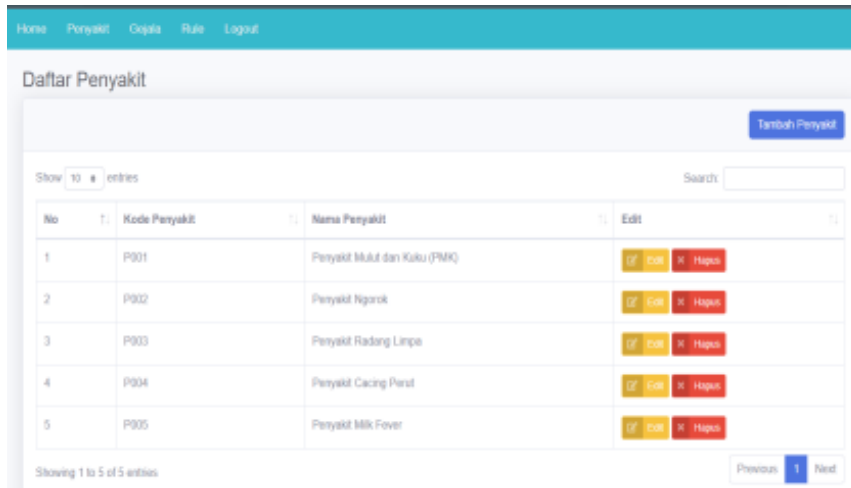 Home Penyakit Gejala Rule Logout
Daftar Penyakit
Tambah Penyakit
Show 10 entries Search:
No Kode Penyakit Nama Penyakit Edit
1 P001 Penyakit Mulut dan Kuku (PMK) Edit Hapus
2 P002 Penyakit Ngorok Edit Hapus
3 P003 Penyakit Radang Limpa Edit Hapus
4 P004 Penyakit Cacing Perut Edit Hapus
5 P005 Penyakit Milk Fever Edit Hapus
Showing 1 to 5 of 5 entries Previous 1 Next